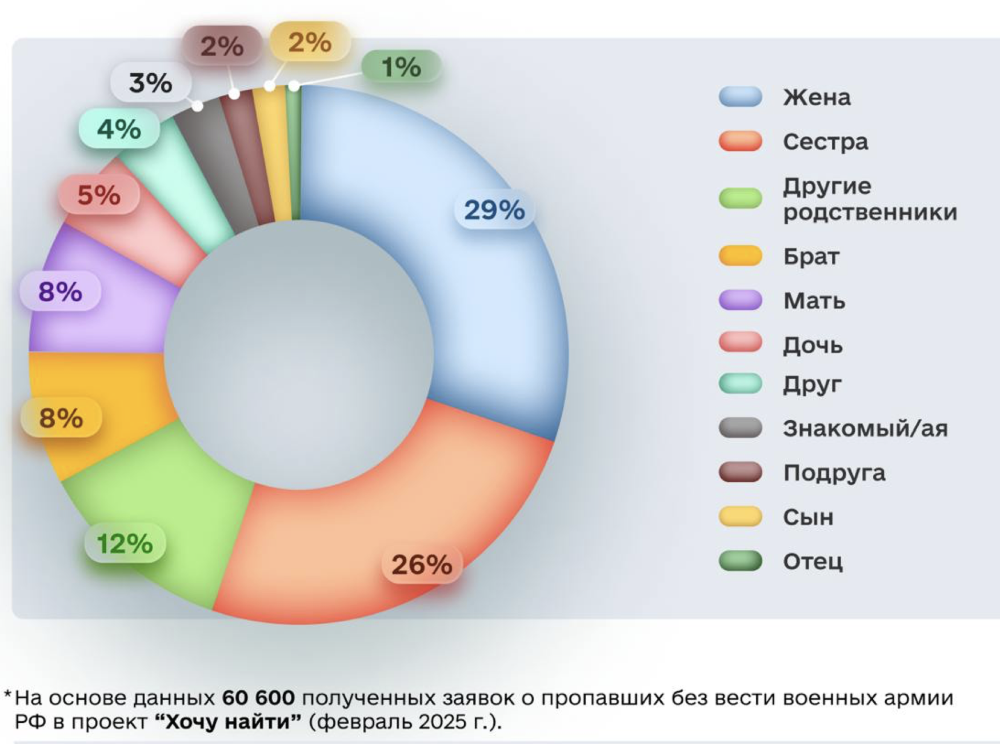 2%
2%
1%
3%
4%
5%
29%
8%
8%
12%
26%
Жена
Сестра
Другие
родственники
Брат
Мать
Дочь
Друг
Знакомый/ая
Подруга
Сын
Отец
*На основе данных 60 600 полученных заявок о пропавших без вести военных армии
РФ в проект “Хочу найти” (февраль 2025 г.).